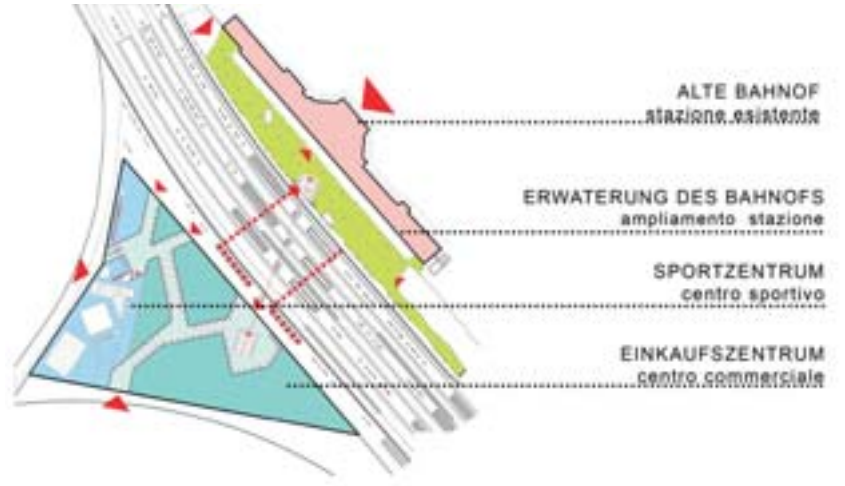 ALTE BAHNOF
stazione esistente
ERWATERUNG DES BAHNOFS
ampliamento stazione
SPORTZENTRUM
centro sportivo
EINKAUFSZENTRUM
centro commerciale